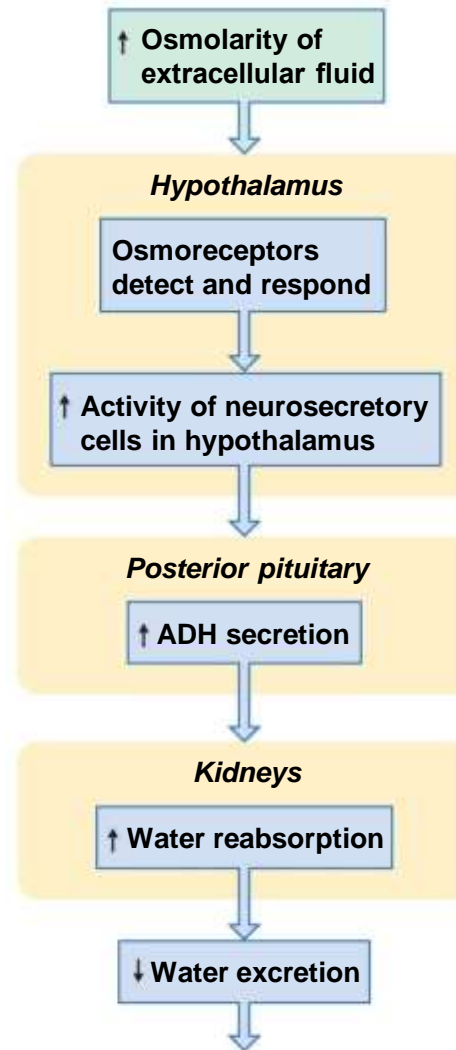 ↑ Osmolarity of
extracellular fluid
Hypothalamus
Osmoreceptors
detect and respond
↑ Activity of neurosecretory
cells in hypothalamus
Posterior pituitary
↑ ADH secretion
Kidneys
↑ Water reabsorption
↓ Water excretion